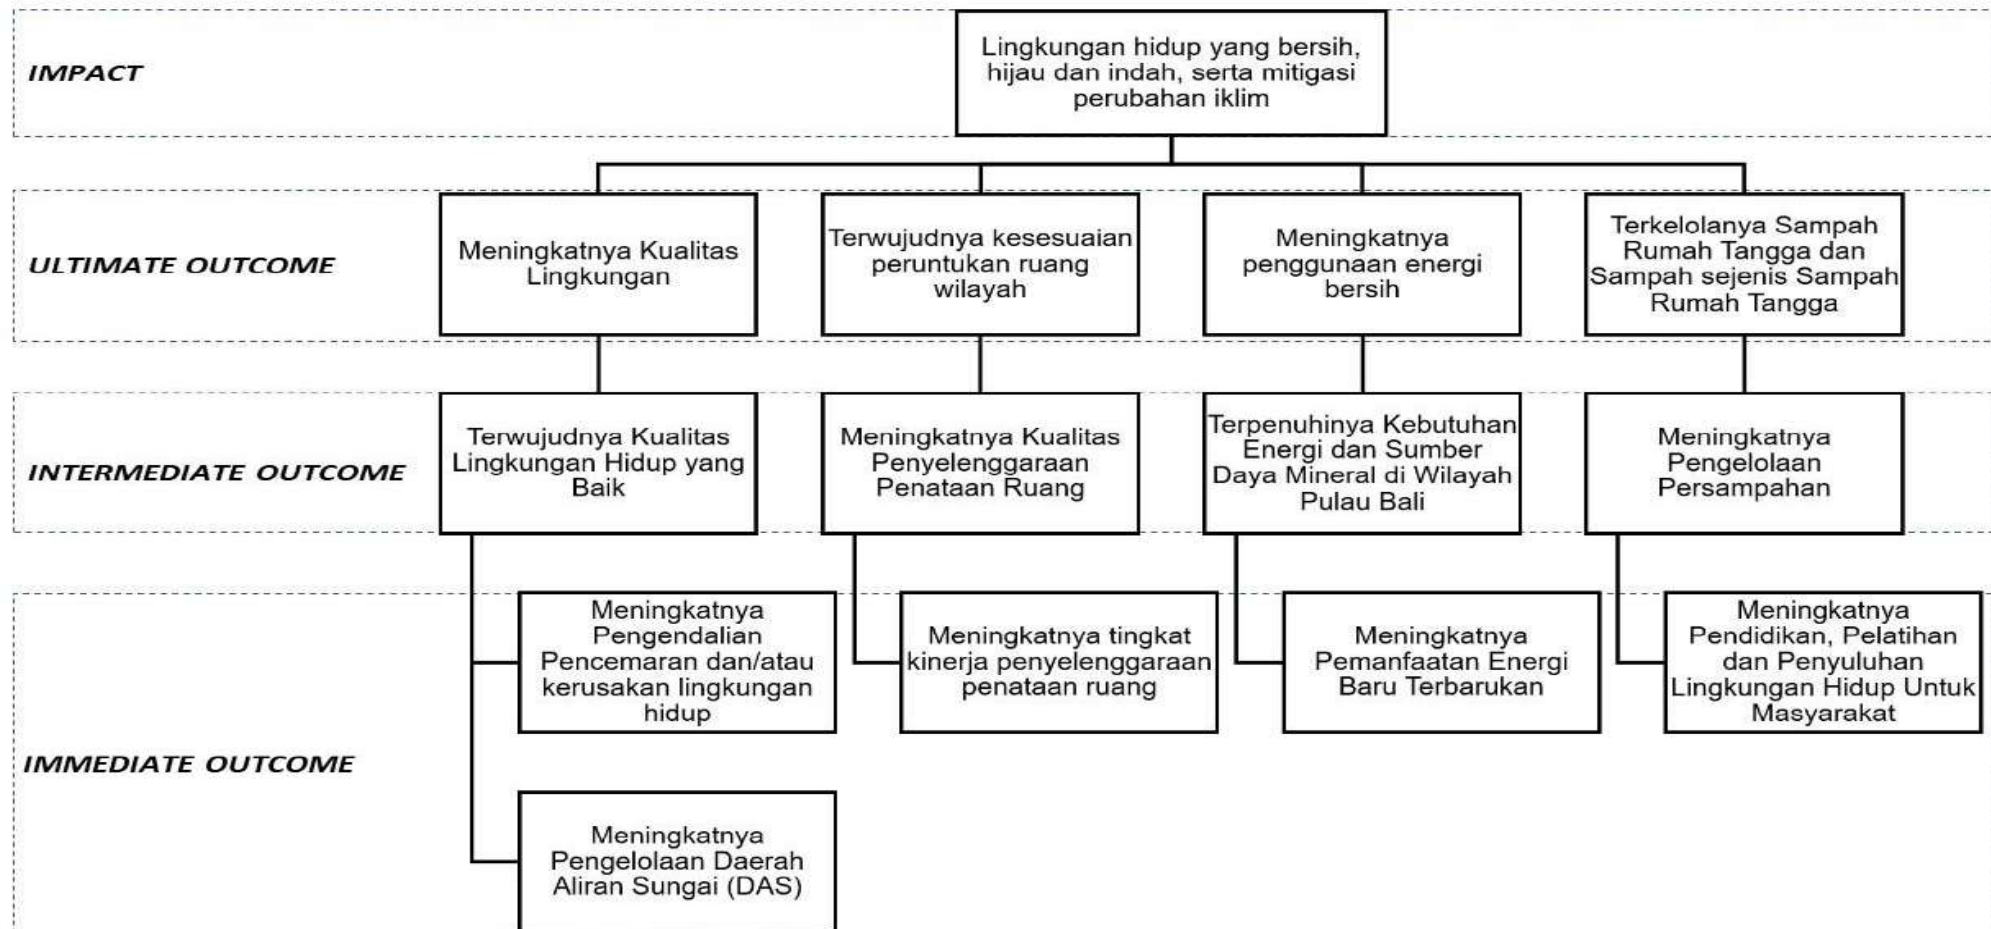 IMPACT
Lingkungan hidup yang bersih,
hijau dan indah, serta mitigasi
perubahan iklim
ULTIMATE OUTCOME
Meningkatnya Kualitas
Lingkungan
Terwujudnya kesesuaian
peruntukan ruang
wilayah
Meningkatnya
penggunaan energi
bersih
Terkelolanya Sampah
Rumah Tangga dan
Sampah sejenis Sampah
Rumah Tangga
INTERMEDIATE OUTCOME
Terwujudnya Kualitas
Lingkungan Hidup yang
Baik
Meningkatnya Kualitas
Penyelenggaraan
Penataan Ruang
Terpenuhinya Kebutuhan
Energi dan Sumber
Daya Mineral di Wilayah
Pulau Bali
Meningkatnya
Pengelolaan
Persampahan
IMMEDIATE OUTCOME
Meningkatnya
Pengendalian
Pencemaran dan/atau
kerusakan lingkungan
hidup
Meningkatnya tingkat
kinerja penyelenggaraan
penataan ruang
Meningkatnya
Pemanfaatan Energi
Baru Terbarukan
Meningkatnya
Pendidikan, Pelatihan
dan Penyuluhan
Lingkungan Hidup Untuk
Masyarakat
Meningkatnya
Pengelolaan Daerah
Aliran Sungai (DAS)